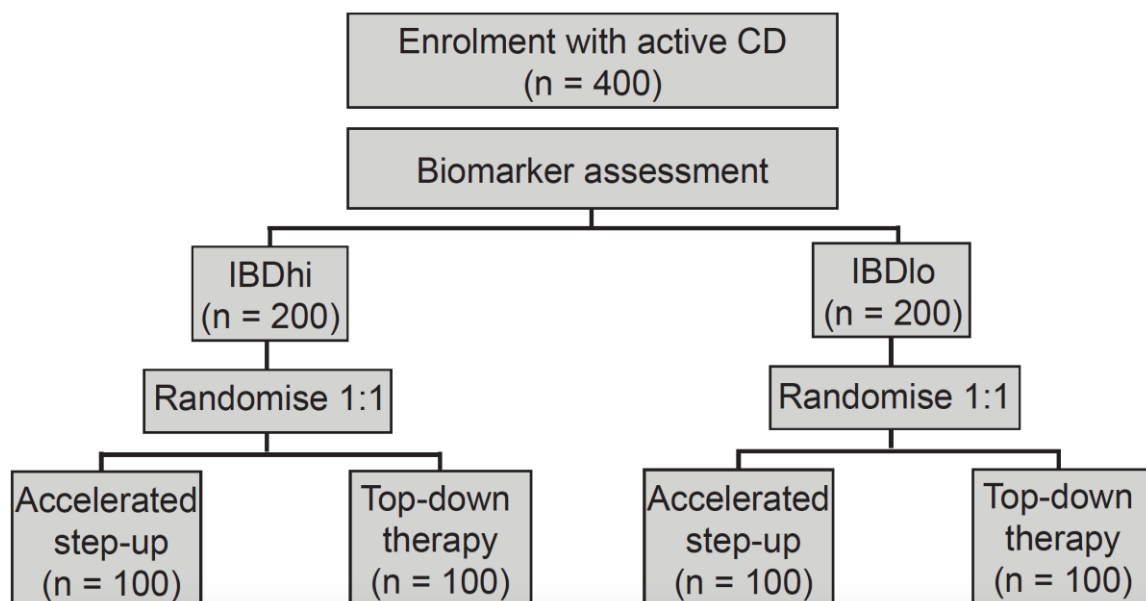 Enrolment with active CD
(n = 400)
Biomarker assessment
IBDhi
(n = 200)
IBDlo
(n = 200)
Randomise 1:1
Randomise 1:1
Accelerated
step-up
(n = 100)
Top-down
therapy
(n = 100)
Accelerated
step-up
(n = 100)
Top-down
therapy
(n = 100)